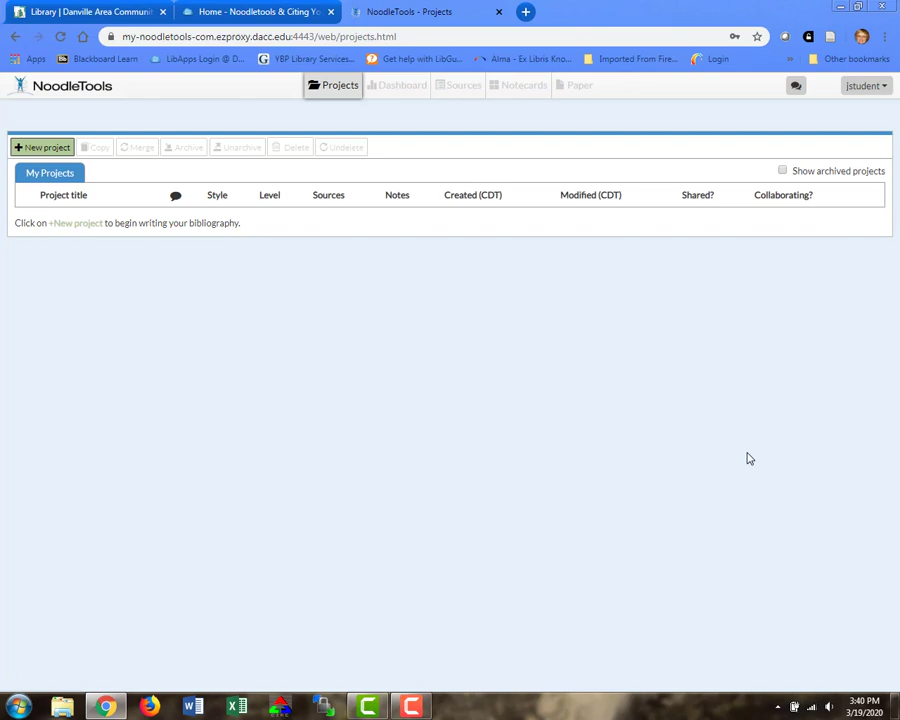 Library | Danville Area Communit
Home - Noodletools & Citing Yo
NoodleTools - Projects
my-noodletools-com.ezproxy.dacc.edu:4443/web/projects.html
Apps
Blackboard Learn
LibApps Login @ D...
YBP Library Services...
Get help with LibGu...
Alma - Ex Libris Kno...
Imported From Firef...
Login
»
Other bookmarks
NoodleTools
Projects
Dashboard
Sources
Notecards
Paper
jstudent
+ New project
Copy
Merge
Archive
Unarchive
Delete
Undelete
My Projects
Show archived projects
Project title Style Level Sources Notes Created (CDT) Modified (CDT) Shared? Collaborating?
Click on +New project to begin writing your bibliography.
3:40 PM
3/19/2020